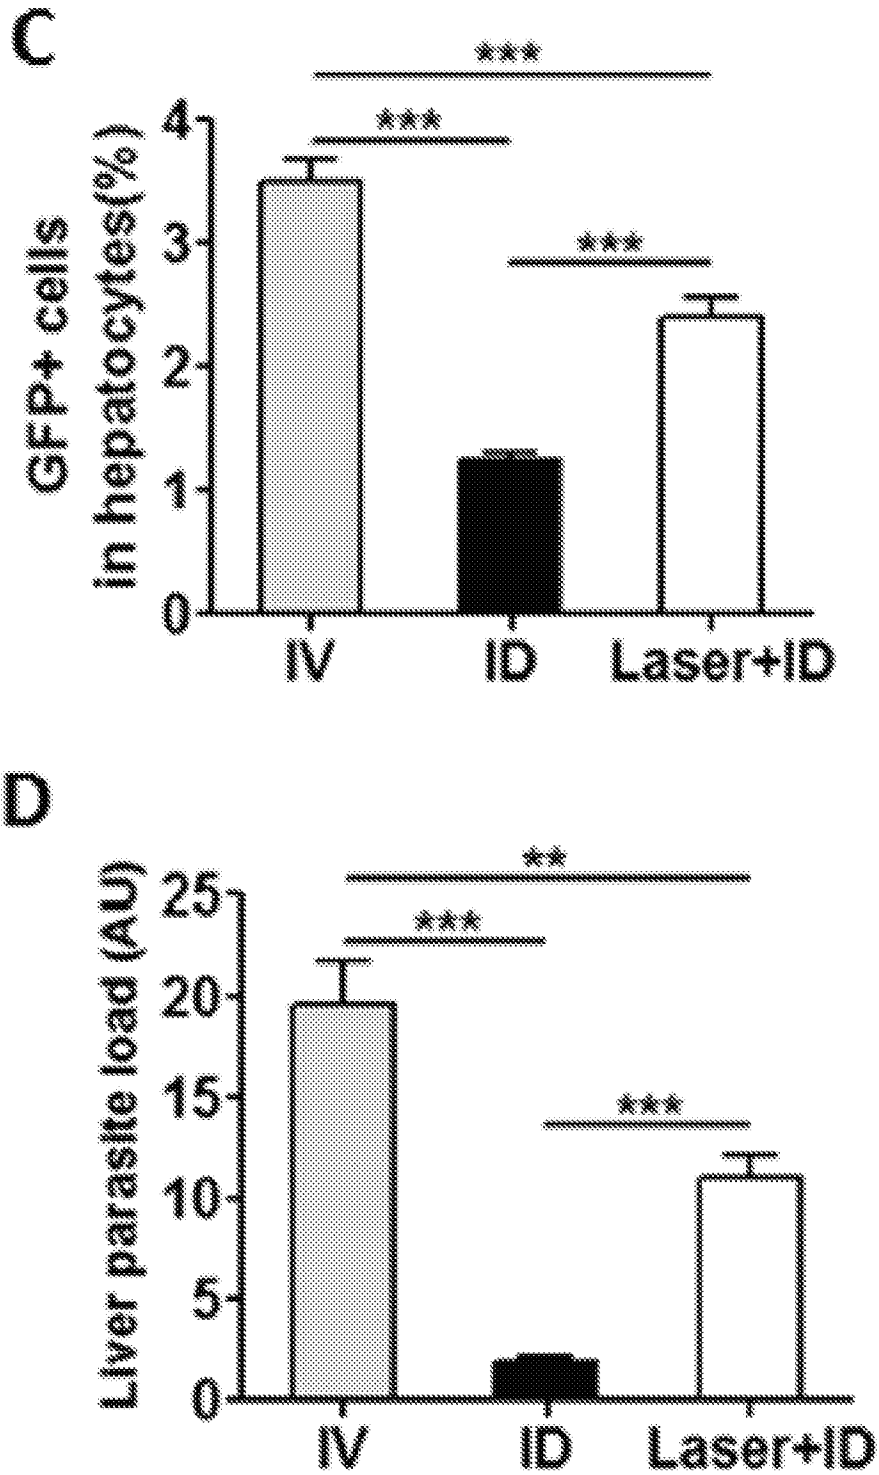 C
***
***
***
GFP+ cells
in hepatocytes(%)
4
3
2
1
0
IV ID Laser+ID
D
**
***
***
Liver parasite load (AU)
25
20
15
10
5
0
IV ID Laser+ID